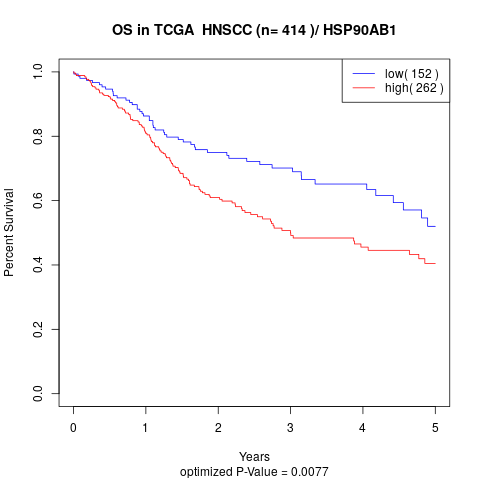 OS in TCGA  HNSCC (n= 414 )/ HSP90AB1
low( 152 )
high( 262 )
Percent Survival
1.0
0.8
0.6
0.4
0.2
0.0
0 1 2 3 4 5
Years
optimized P-Value = 0.0077